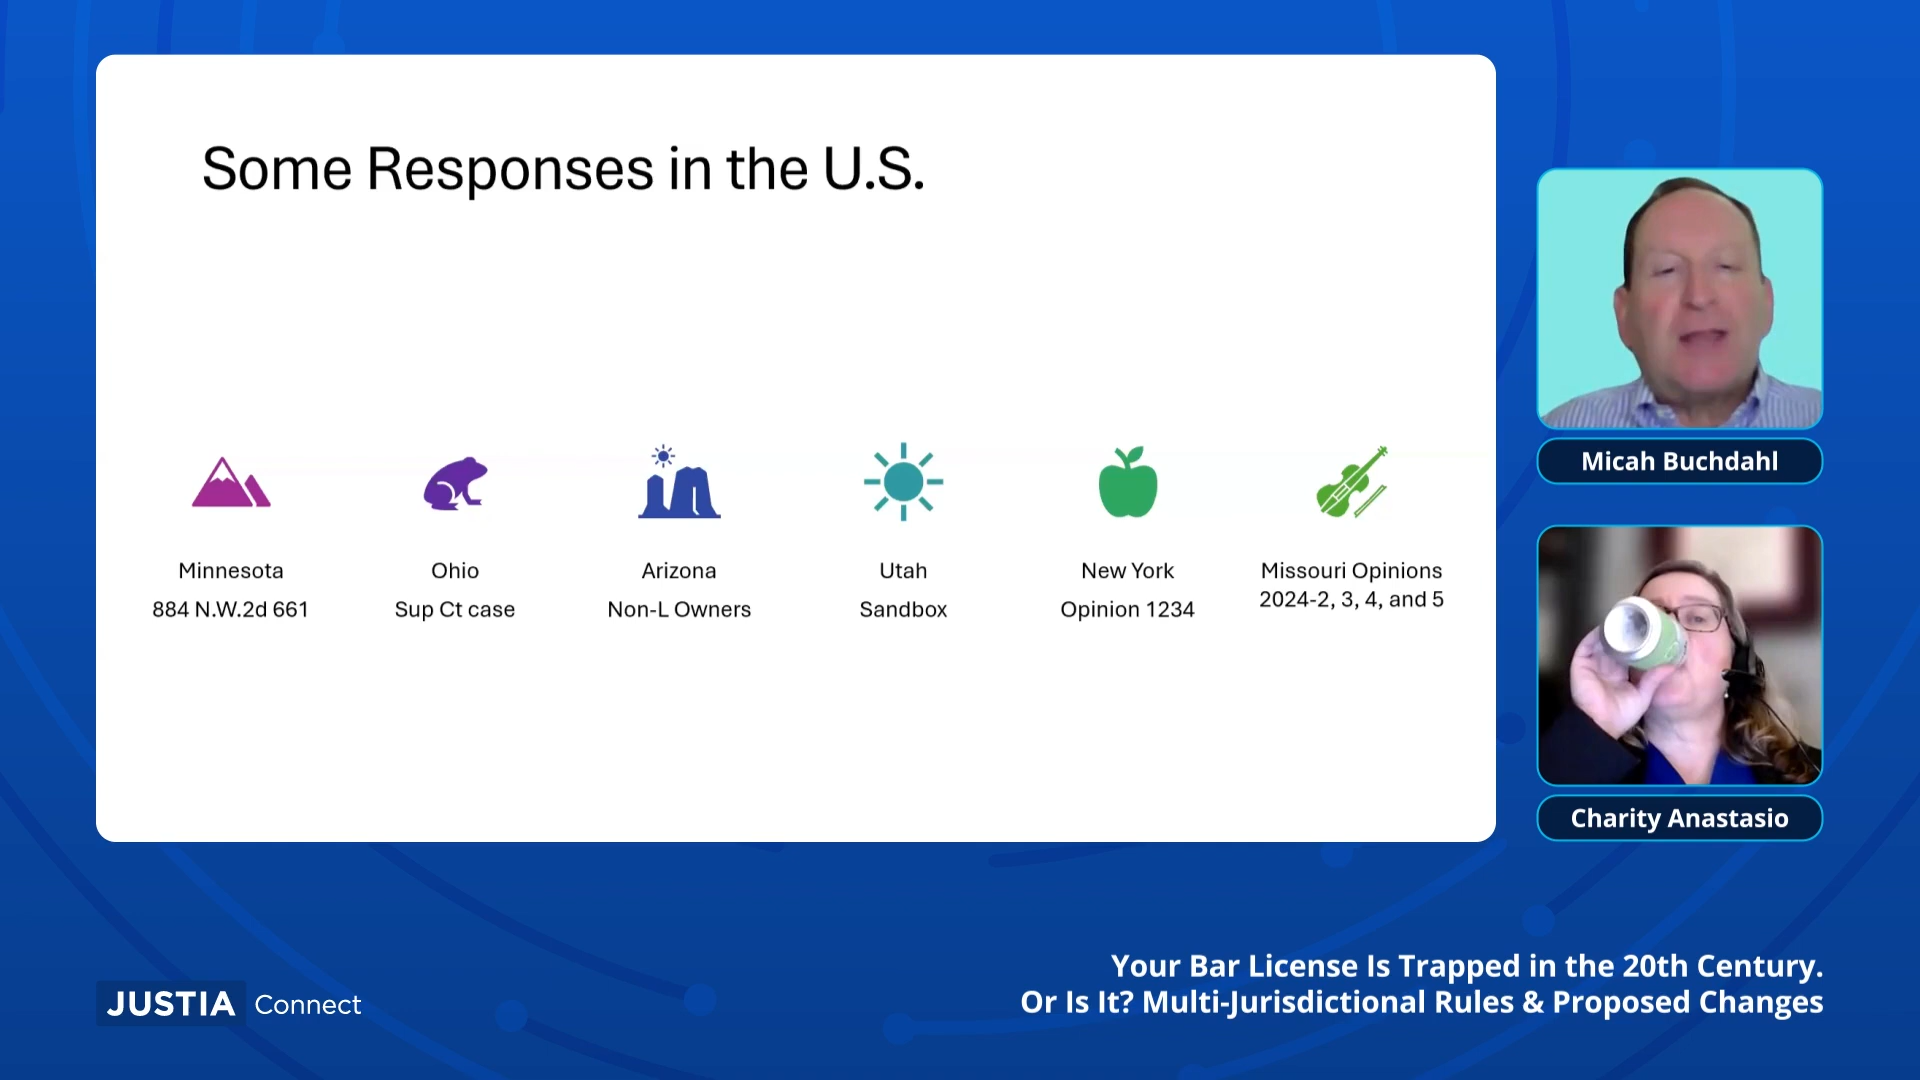 Some Responses in the U.S.
Minnesota
884 N.W.2d 661
Ohio
Sup Ct case
Arizona
Non-L Owners
Utah
Sandbox
New York
Opinion 1234
Missouri Opinions
2024-2, 3, 4, and 5
Micah Buchdahl
Charity Anastasio
JUSTIA Connect
Your Bar License Is Trapped in the 20th Century.
Or Is It? Multi-Jurisdictional Rules & Proposed Changes